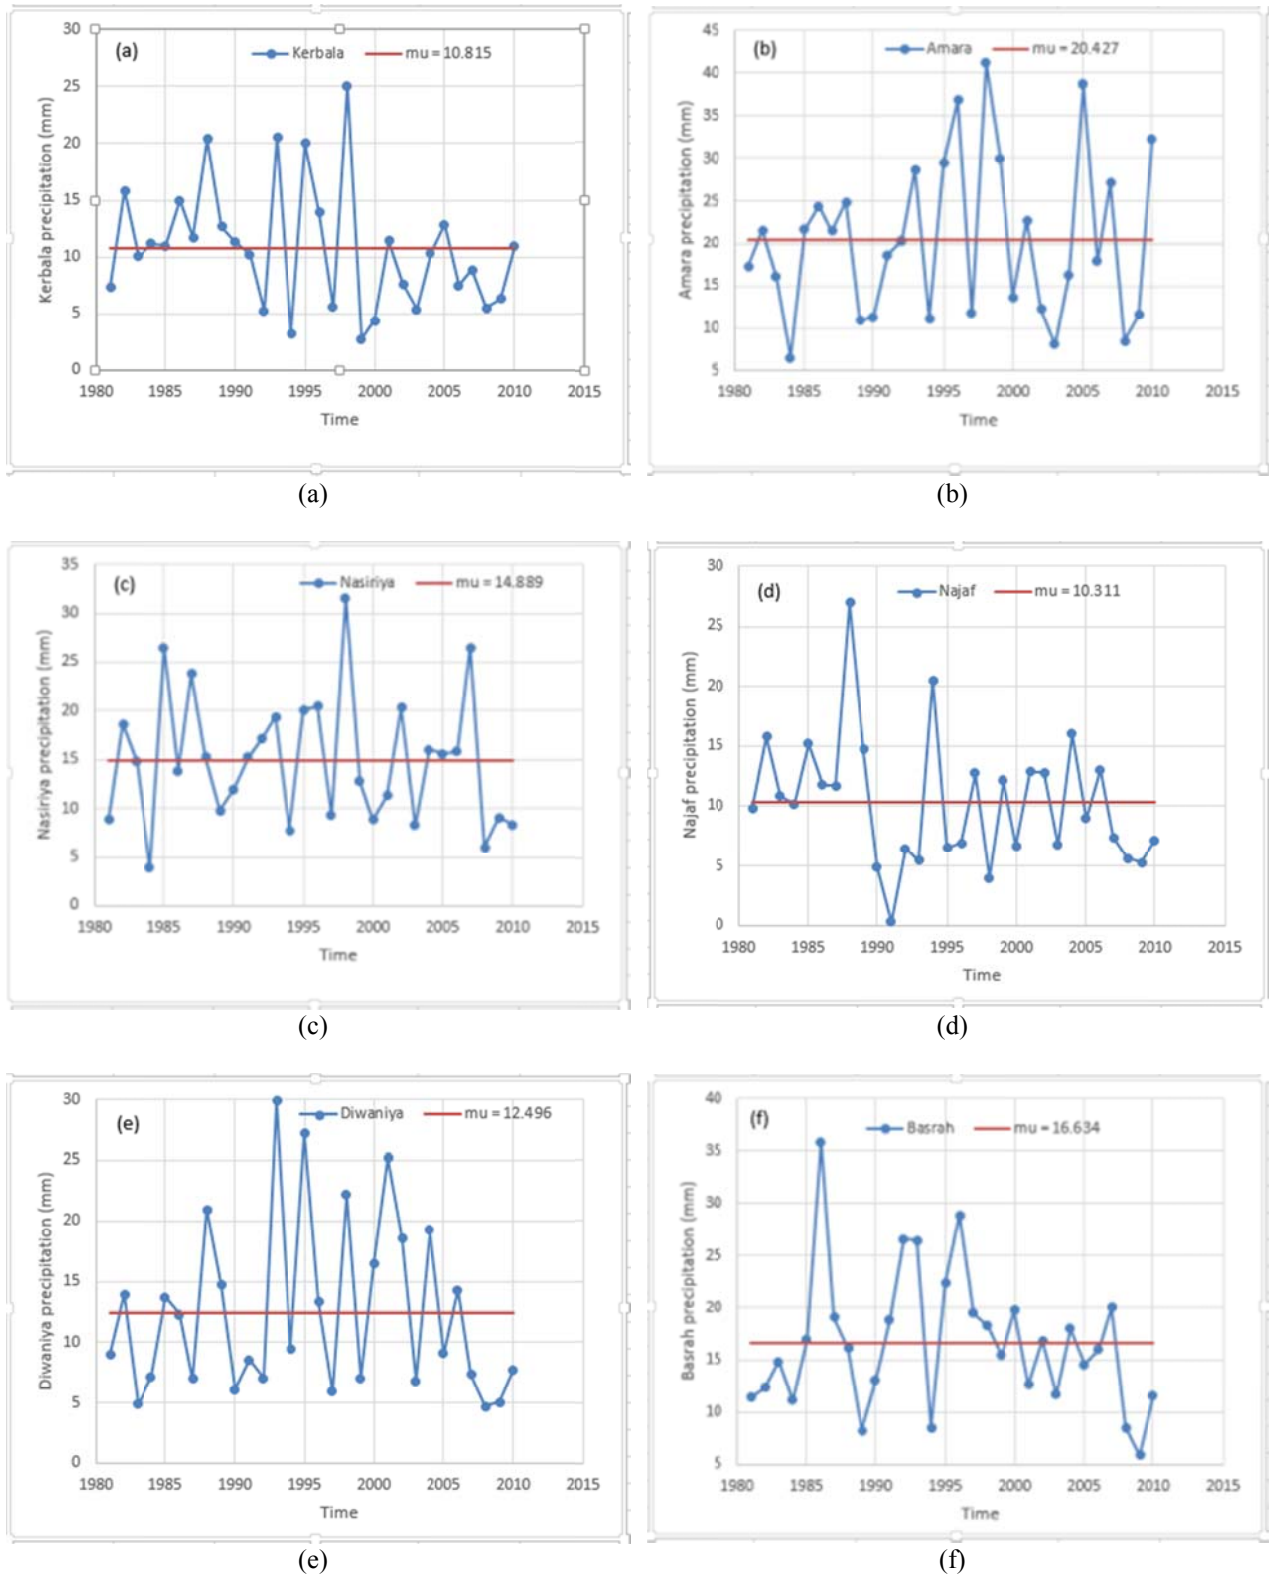 (a)
Kerbala
mu = 10.815
30
25
20
15
10
5
0
Kerbala precipitation (mm)
1980 1985 1990 1995 2000 2005 2010 2015
Time
(a)
(b)
Amara
mu = 20.427
45
40
35
30
25
20
15
10
5
Amara precipitation (mm)
1980 1985 1990 1995 2000 2005 2010 2015
Time
(b)
(c)
Nasiriya
mu = 14.889
35
30
25
20
15
10
5
0
Nasiriya precipitation (mm)
1980 1985 1990 1995 2000 2005 2010 2015
Time
(c)
(d)
Najaf
mu = 10.311
30
25
20
15
10
5
0
Najaf precipitation (mm)
1980 1985 1990 1995 2000 2005 2010 2015
Time
(d)
(e)
Diwaniya
mu = 12.496
30
25
20
15
10
5
0
Diwaniya precipitation (mm)
1980 1985 1990 1995 2000 2005 2010 2015
Time
(e)
(f)
Basrah
mu = 16.634
40
35
30
25
20
15
10
5
Basrah precipitation (mm)
1980 1985 1990 1995 2000 2005 2010 2015
Time
(f)